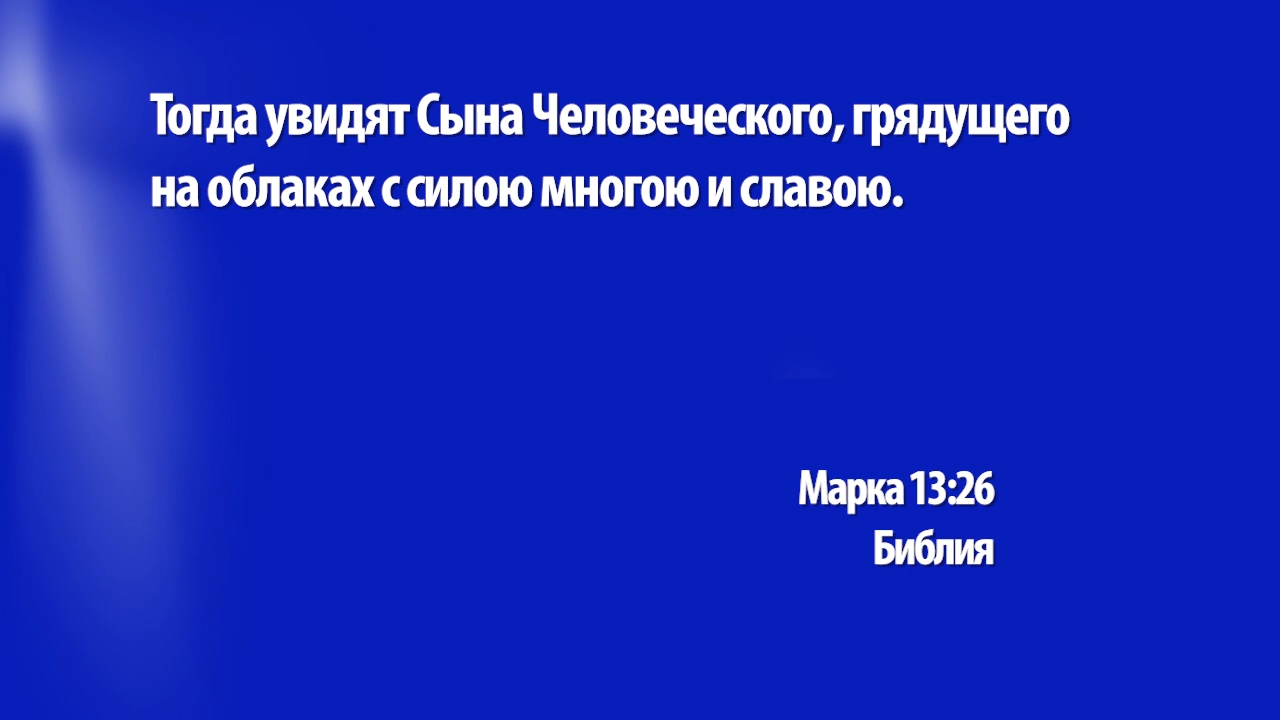 Тогда увидят Сына Человеческого, грядущего
на облаках с силою многою и славою.
Марка 13:26
Библия